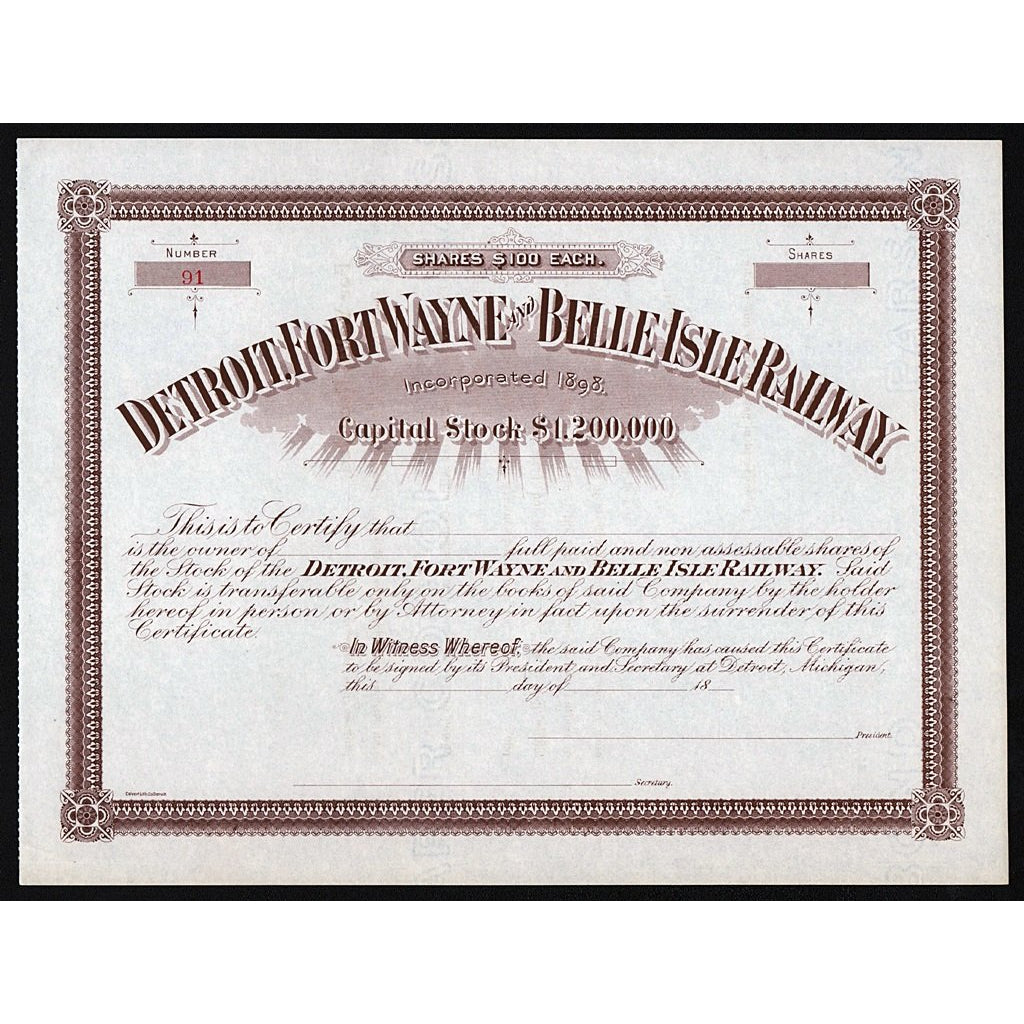 NUMBER
91
SHARES $100 EACH.
SHARES
DETROIT, FORT WAYNE AND BELLE ISLE RAILWAY.
Incorporated 1898.
Capital Stock $1.200.000
This is to Certify that
is the owner of full paid and non assessable shares of
the Stock of the DETROIT, FORT WAYNE AND BELLE ISLE RAILWAY. Said
Stock is transferable only on the books of said Company by the holder
hereof in person or by Attorney in fact upon the surrender of this
Certificate.
In Witness Whereof, the said Company has caused this Certificate
to be signed by its President and Secretary at Detroit, Michigan,
this day of 18
President.
Secretary.